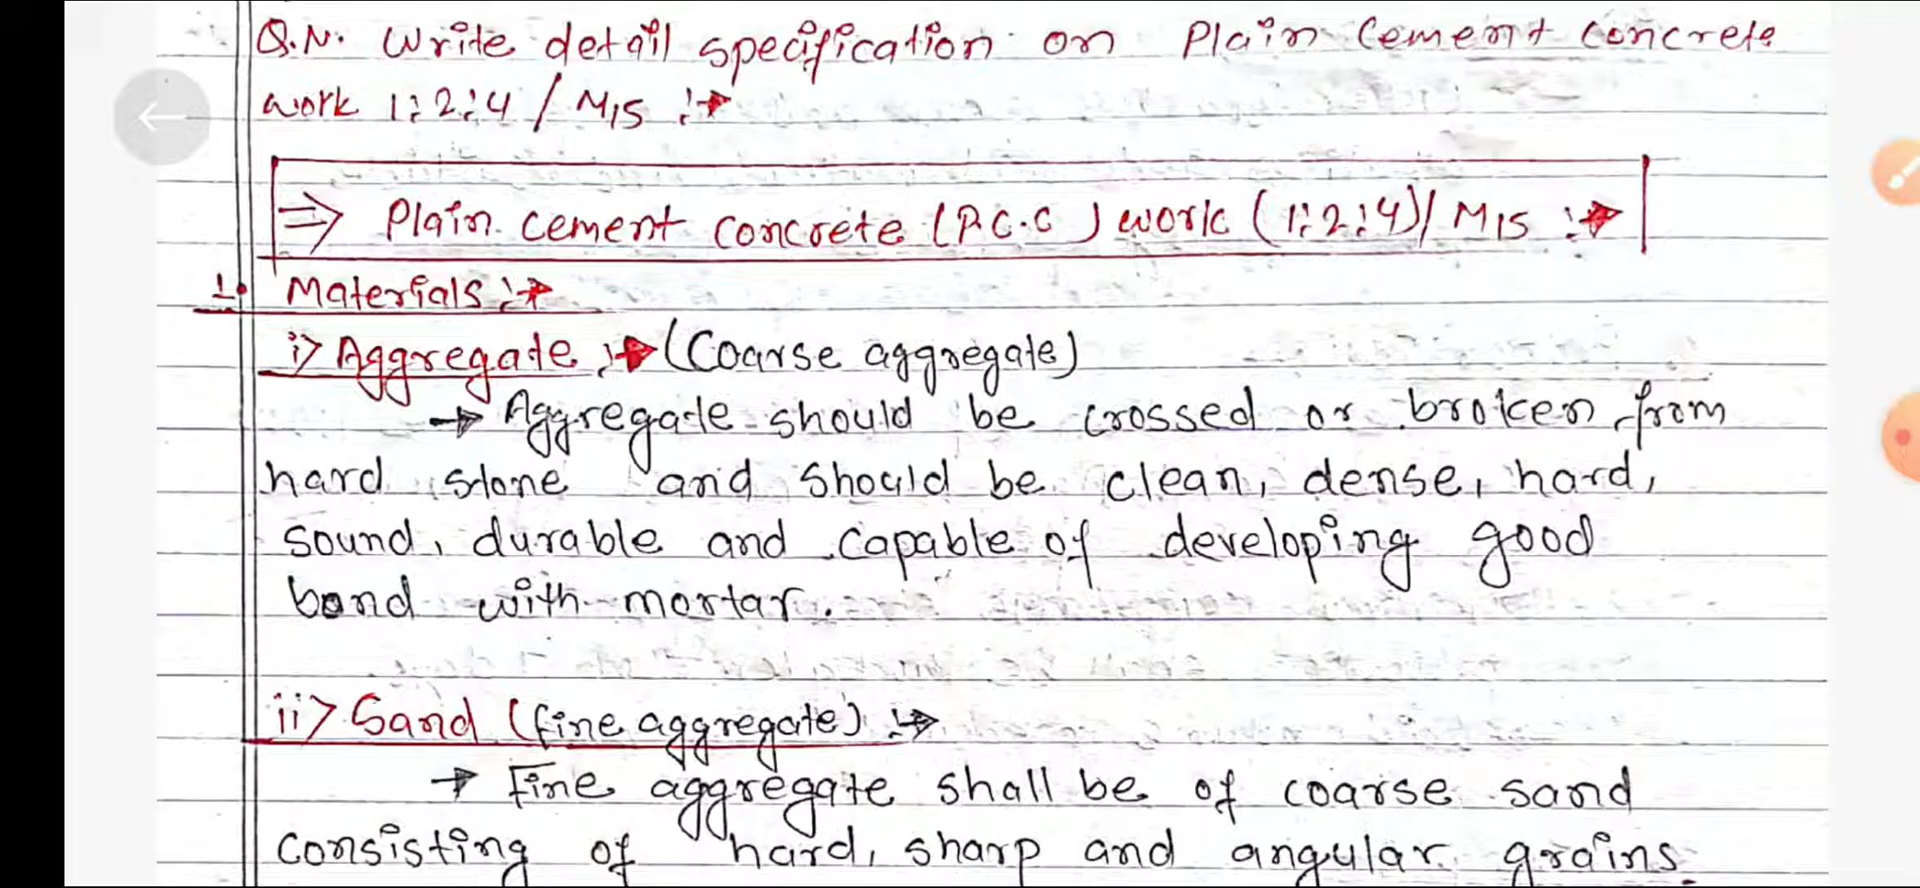 Q.N. Write detail specification on Plain Cement Concrete
work 1:2:4 / M15 :→
⇒ Plain cement concrete (P.C.C) work (1:2:4)/ M15 :→
1. Materials :→
i> Aggregate :→ (Coarse aggregate)
→ Aggregate should be crossed or broken from
hard stone and should be clean, dense, hard,
sound, durable and capable of developing good
bond with mortar.
ii> Sand (fine aggregate) :→
→ Fine aggregate shall be of coarse sand
consisting of hard, sharp and angular grains.